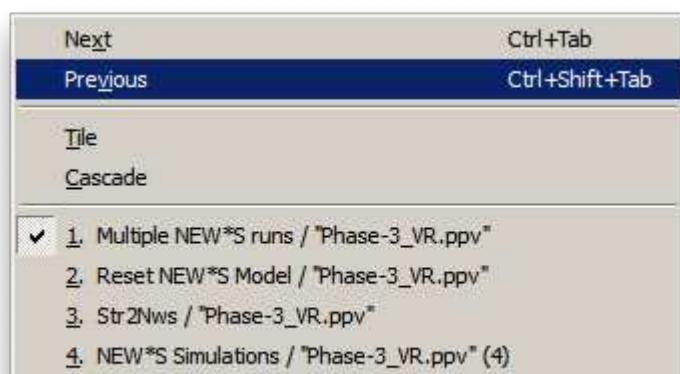 Next Ctrl+Tab
Previous Ctrl+Shift+Tab
Tile
Cascade
1. Multiple NEW*S runs / "Phase-3_VR.ppv"
2. Reset NEW*S Model / "Phase-3_VR.ppv"
3. Str2Nws / "Phase-3_VR.ppv"
4. NEW*S Simulations / "Phase-3_VR.ppv" (4)